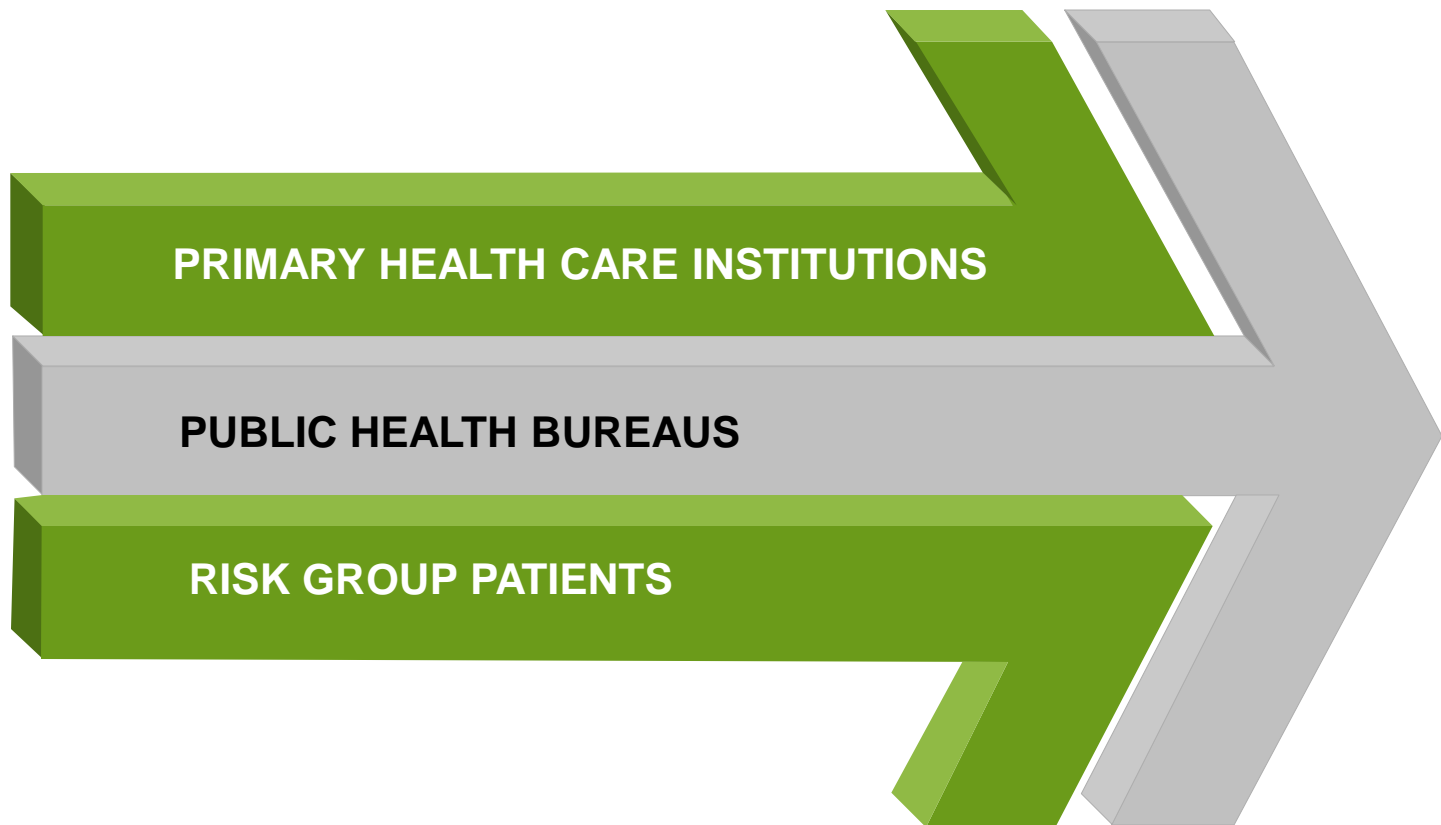 PRIMARY HEALTH CARE INSTITUTIONS
PUBLIC HEALTH BUREAUS
RISK GROUP PATIENTS